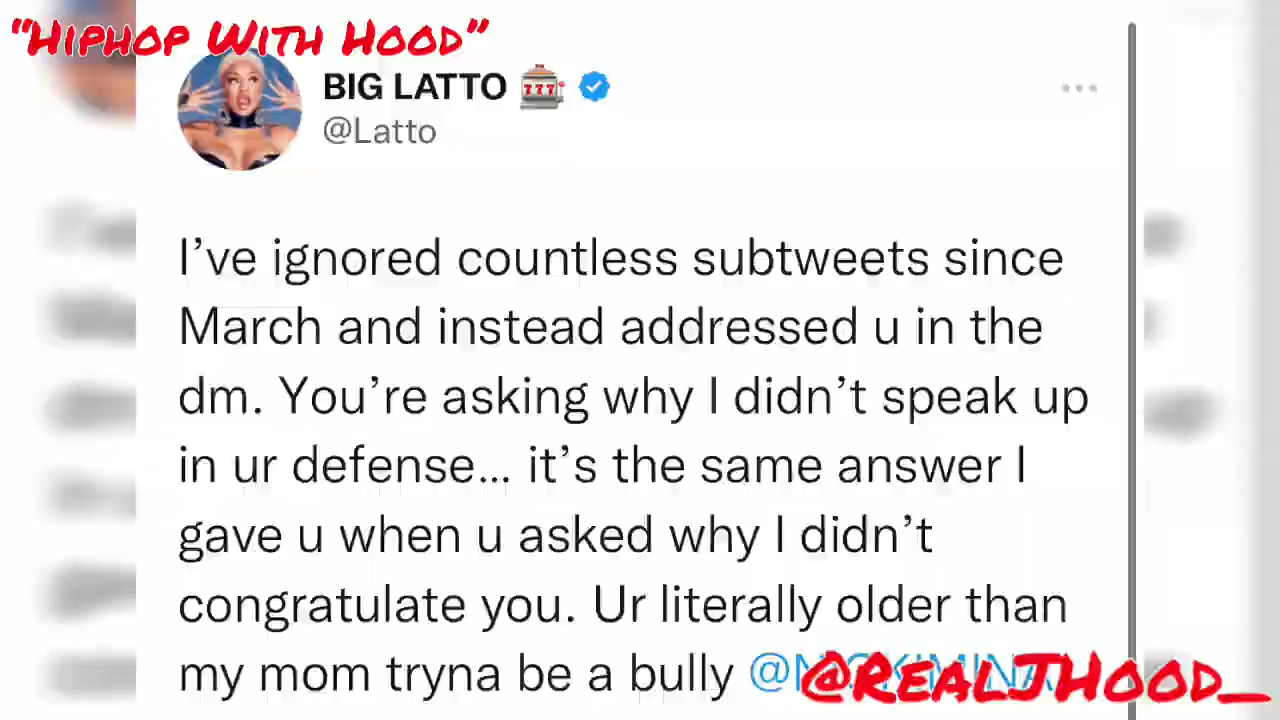 "HIPHOP WITH HOOD"
BIG LATTO
777
@Latto
I've ignored countless subtweets since
March and instead addressed u in the
dm. You're asking why I didn't speak up
in ur defense... it's the same answer I
gave u when u asked why I didn't
congratulate you. Ur literally older than
my mom tryna be a bully @NICKIMINAJ
@REALJHOOD_